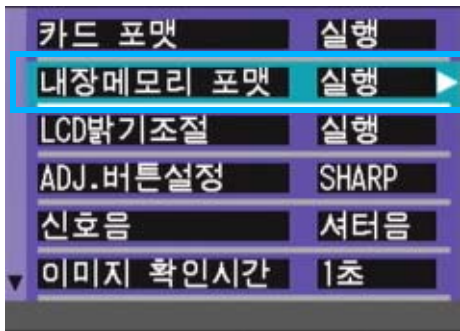 카드 포맷 실행
내장메모리 포맷 실행
LCD밝기조절 실행
ADJ.버튼설정 SHARP
신호음 셔터음
이미지 확인시간 1초